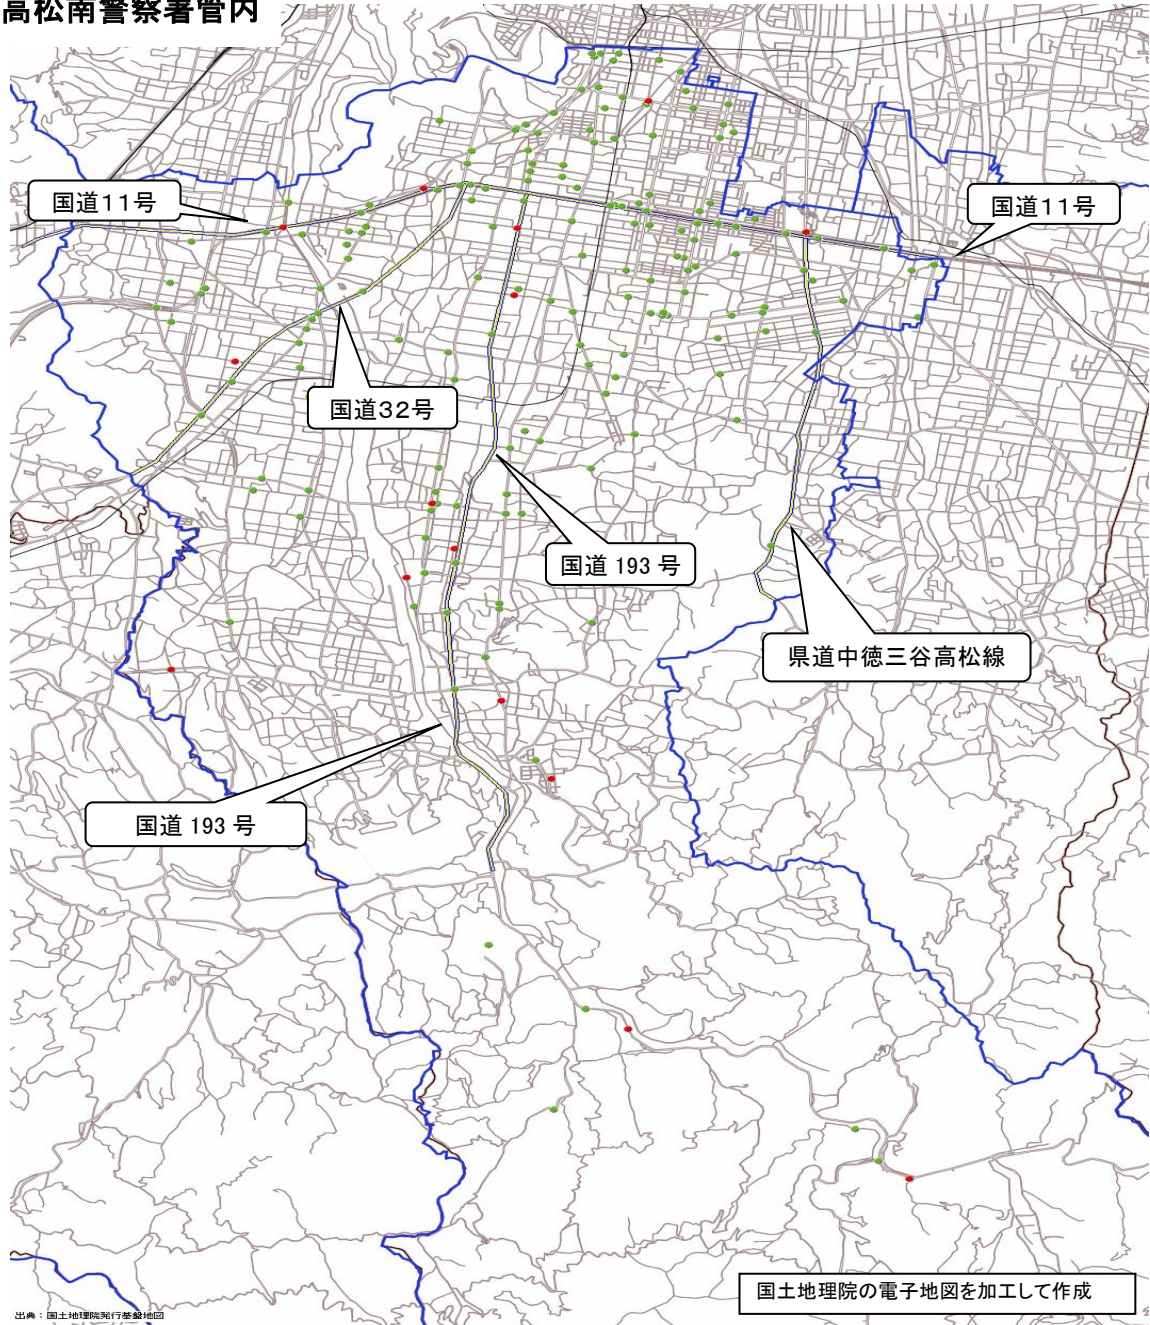 高松南警察署管内
国道11号
国道11号
国道32号
国道 193 号
県道中徳三谷高松線
国道 193 号
国土地理院の電子地図を加工して作成
出典：国土地理院発行基盤地図